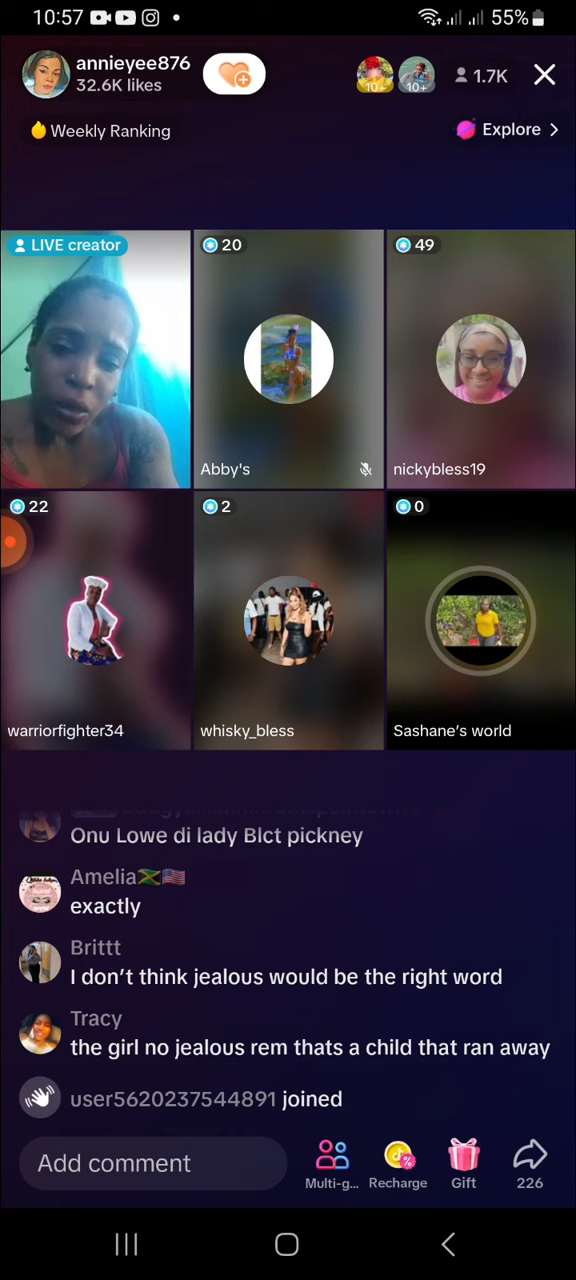 10:57
55%
annieyee876
32.6K likes
10+
10+
1.7K
Weekly Ranking
Explore >
LIVE creator
20
49
Abby's
nickybless19
22
2
0
warriorfighter34
whisky_bless
Sashane's world
Onu Lowe di lady Blct pickney
Amelia🇯🇲🇺🇸
exactly
Brittt
I don't think jealous would be the right word
Tracy
the girl no jealous rem thats a child that ran away
user5620237544891 joined
Add comment
Multi-g...
Recharge
Gift
226